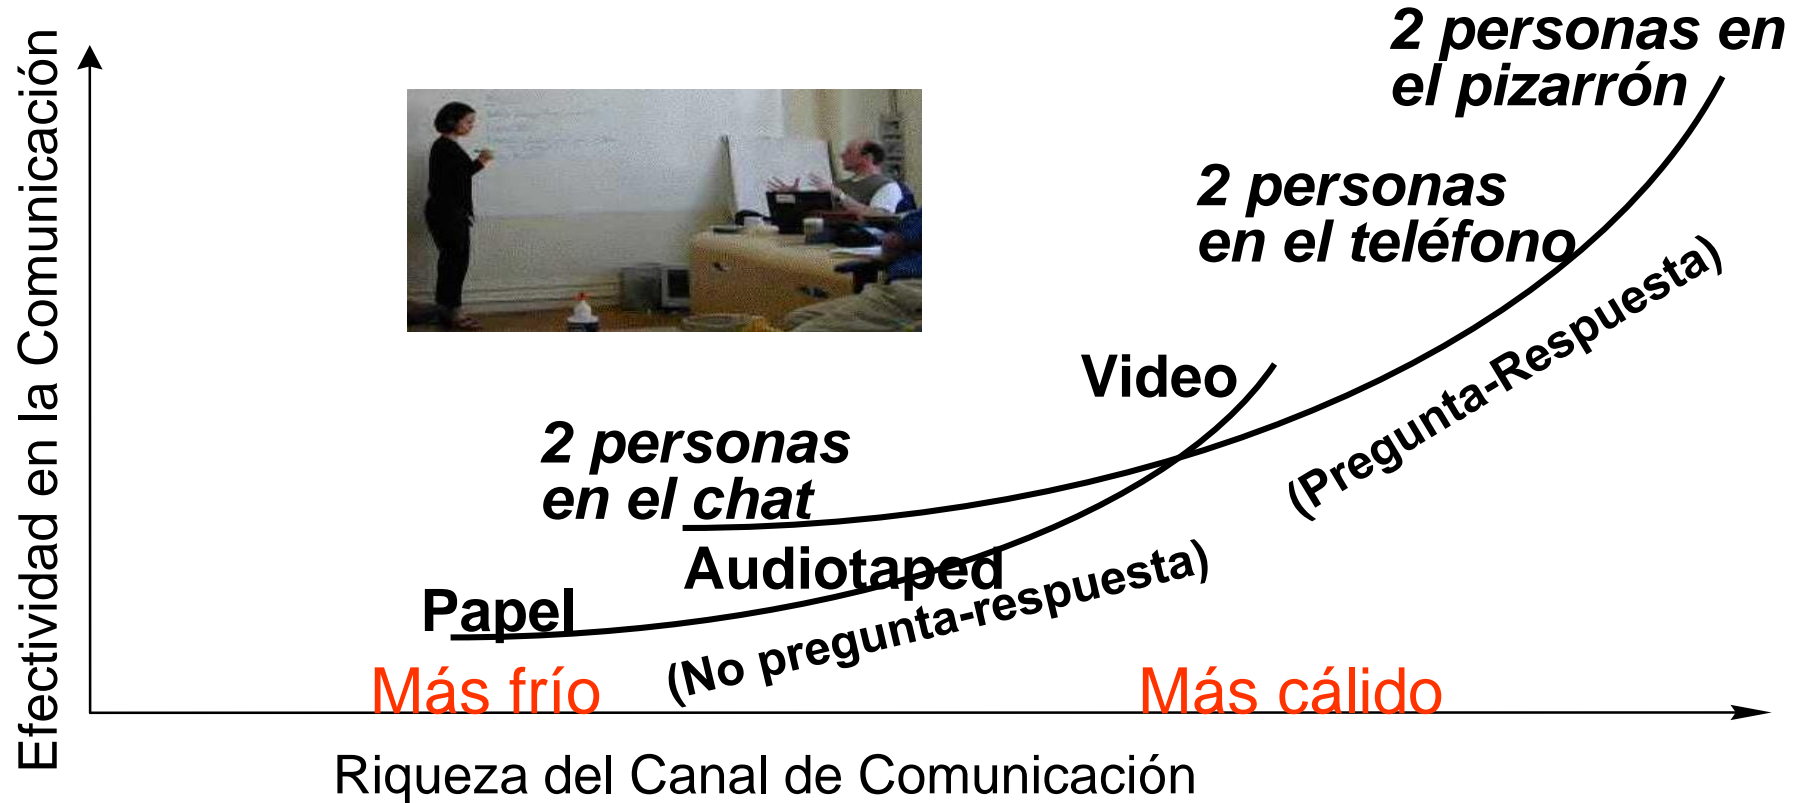 Efectividad en la Comunicación
2 personas en
el pizarrón
2 personas
en el teléfono
(Pregunta-Respuesta)
Video
2 personas
en el chat
Audiotaped
(No pregunta-respuesta)
Papel
Más frío
Más cálido
Riqueza del Canal de Comunicación